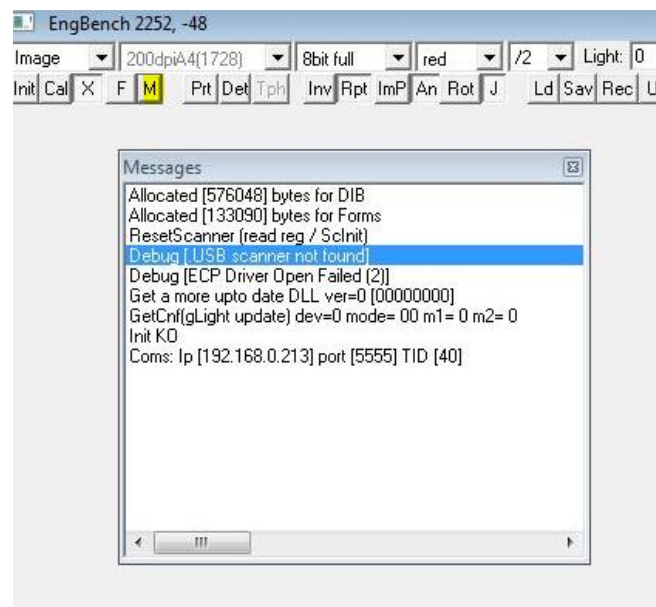 EngBench 2252, -48
Image 200dpiA4(1728) 8bit full red /2 Light: 0
Init Cal X F M Prt Det Tph Inv Rpt ImP An Rot J Ld Sav Rec
Messages
Allocated [576048] bytes for DIB
Allocated [133090] bytes for Forms
ResetScanner (read reg / ScInit)
Debug [.USB scanner not found]
Debug [ECP Driver Open Failed (2)]
Get a more upto date DLL ver=0 [00000000]
GetCnf(gLight update) dev=0 mode= 00 m1= 0 m2= 0
Init KO
Coms: Ip [192.168.0.213] port [5555] TID [40]